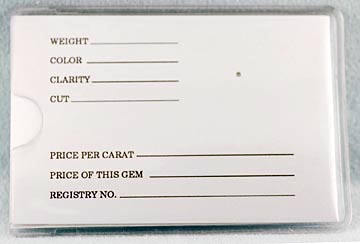 WEIGHT
COLOR
CLARITY
CUT
PRICE PER CARAT
PRICE OF THIS GEM
REGISTRY NO.